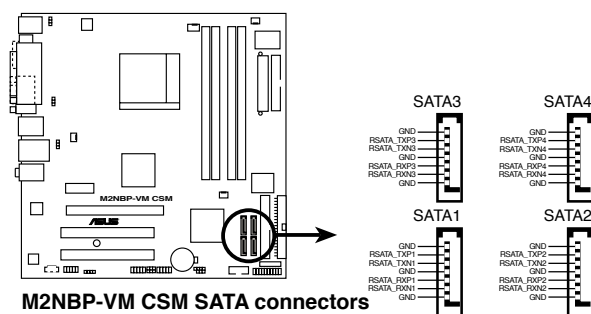 SATA3
GND
RSATA_TXP3
RSATA_TXN3
GND
RSATA_RXP3
RSATA_RXN3
GND
SATA4
GND
RSATA_TXP4
RSATA_TXN4
GND
RSATA_RXP4
RSATA_RXN4
GND
M2NBP-VM CSM
ASUS
SATA1
GND
RSATA_TXP1
RSATA_TXN1
GND
RSATA_RXP1
RSATA_RXN1
GND
SATA2
GND
RSATA_TXP2
RSATA_TXN2
GND
RSATA_RXP2
RSATA_RXN2
GND
M2NBP-VM CSM SATA connectors